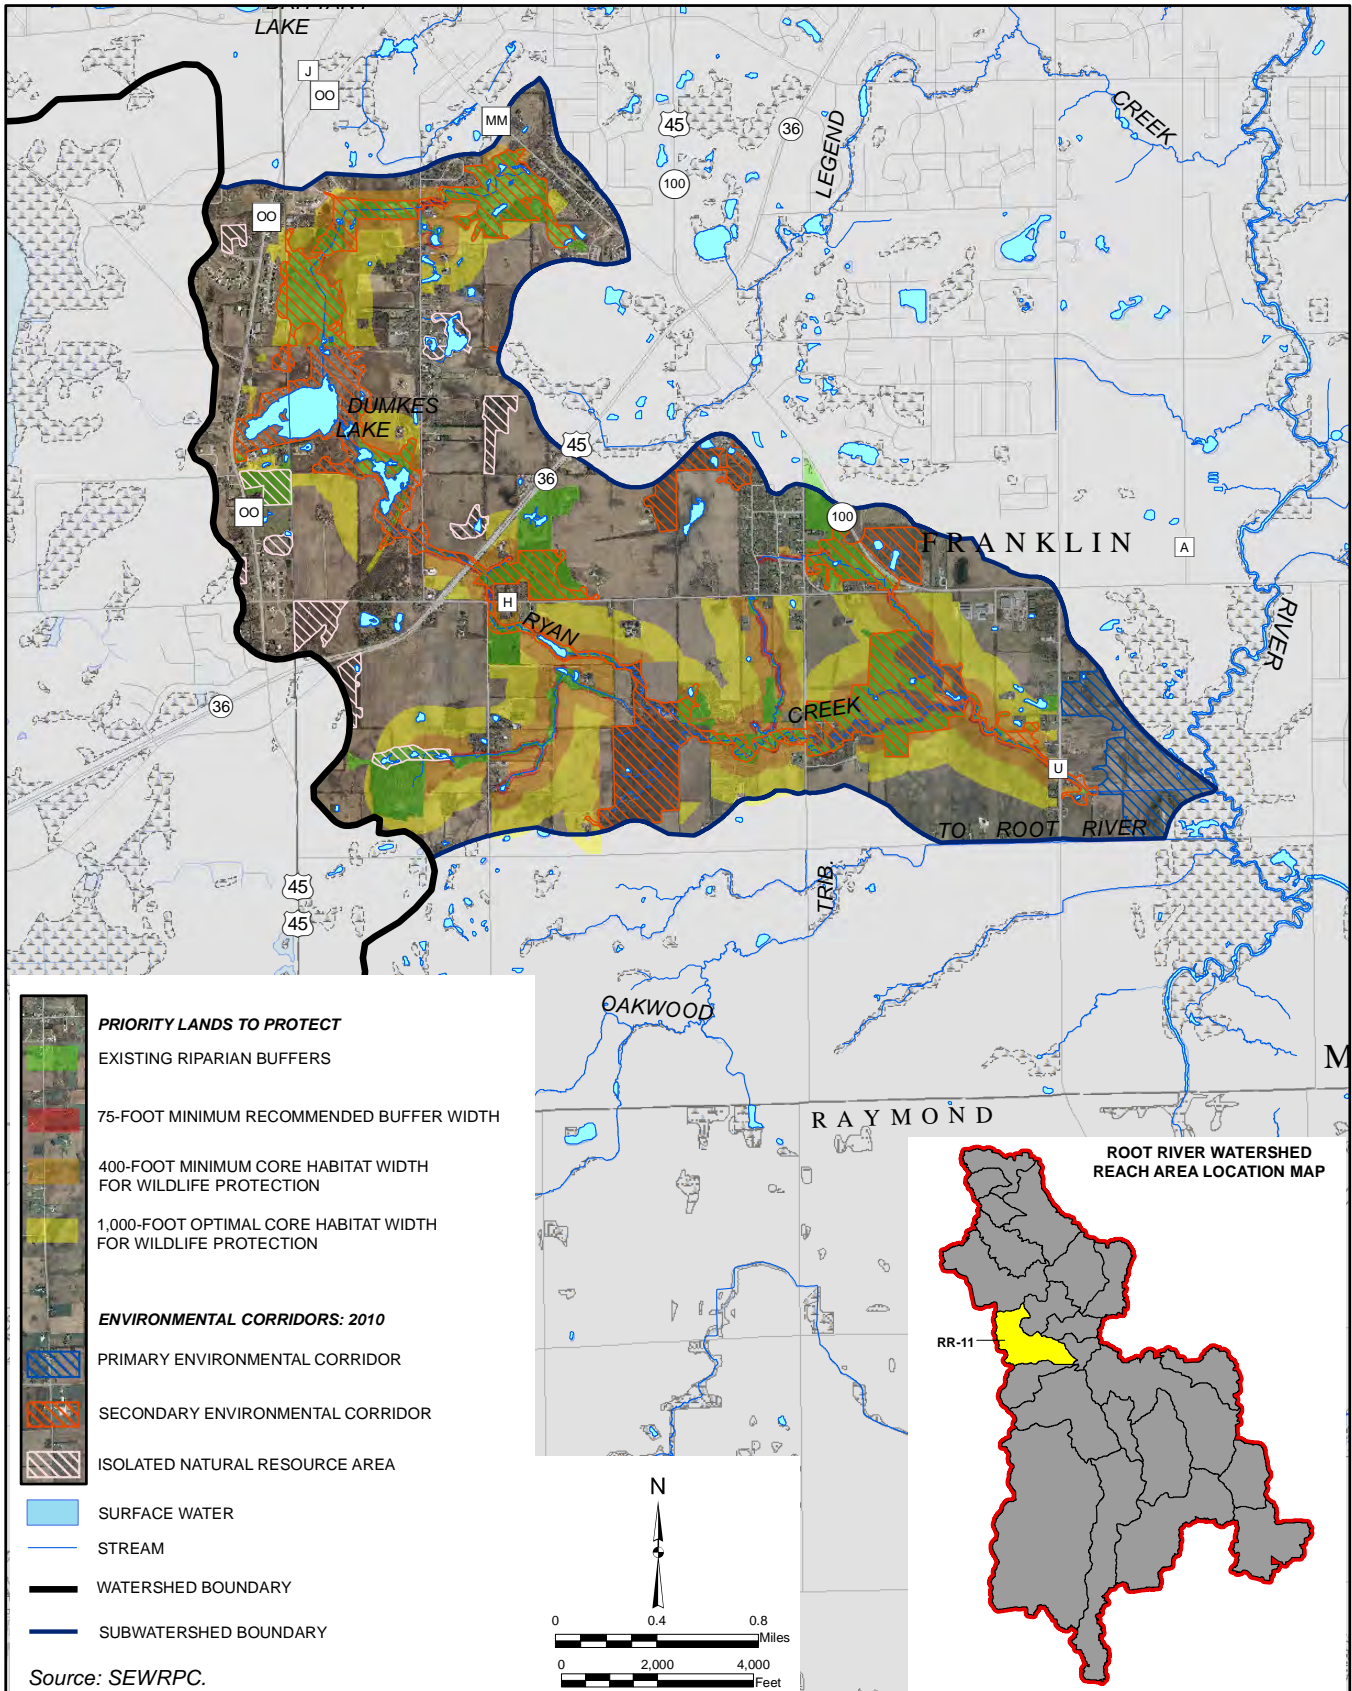 LAKE
J
OO
MM
45
36
100
LEGEND
CREEK
OO
DUMKES
LAKE
45
36
OO
100
FRANKLIN
A
H
RYAN
RIVER
36
CREEK
U
TO ROOT RIVER
45
45
TRIB.
OAKWOOD
M
RAYMOND
PRIORITY LANDS TO PROTECT
EXISTING RIPARIAN BUFFERS
75-FOOT MINIMUM RECOMMENDED BUFFER WIDTH
400-FOOT MINIMUM CORE HABITAT WIDTH
FOR WILDLIFE PROTECTION
1,000-FOOT OPTIMAL CORE HABITAT WIDTH
FOR WILDLIFE PROTECTION
ENVIRONMENTAL CORRIDORS: 2010
PRIMARY ENVIRONMENTAL CORRIDOR
SECONDARY ENVIRONMENTAL CORRIDOR
ISOLATED NATURAL RESOURCE AREA
SURFACE WATER
STREAM
WATERSHED BOUNDARY
SUBWATERSHED BOUNDARY
Source: SEWRPC.
N
0 0.4 0.8
Miles
0 2,000 4,000
Feet
ROOT RIVER WATERSHED
REACH AREA LOCATION MAP
RR-11